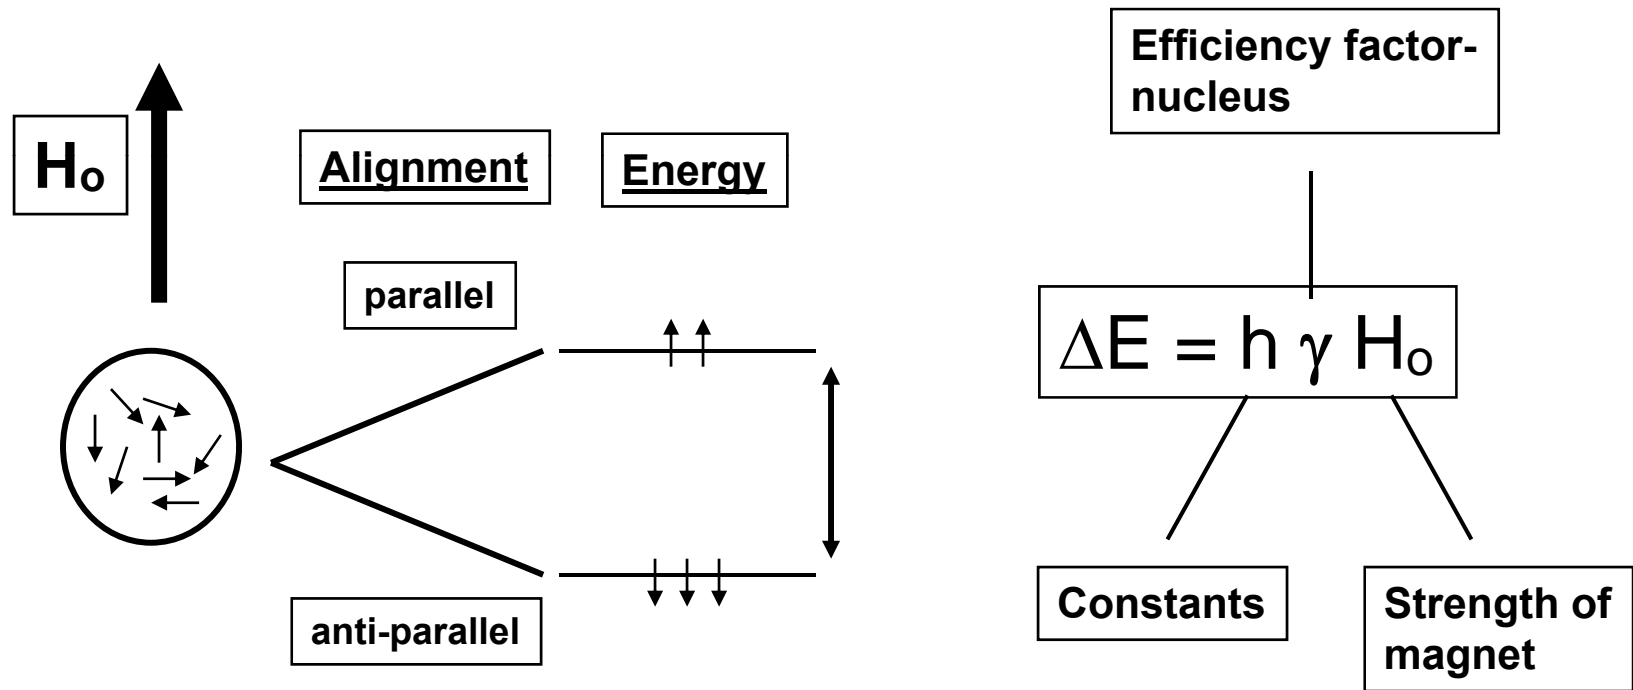 Efficiency factor-
nucleus
Ho
Alignment
Energy
parallel
ΔE = h γ Ho
anti-parallel
Constants
Strength of
magnet